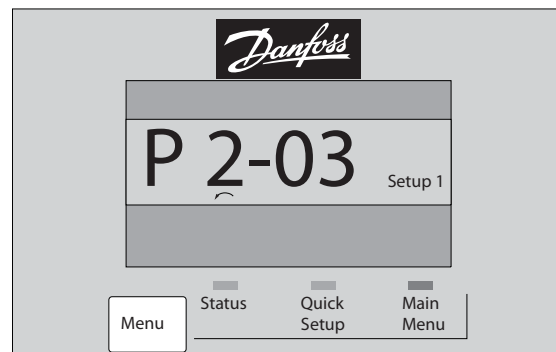 Danfoss
P 2-03
Setup 1
Status
Quick
Setup
Main
Menu
Menu